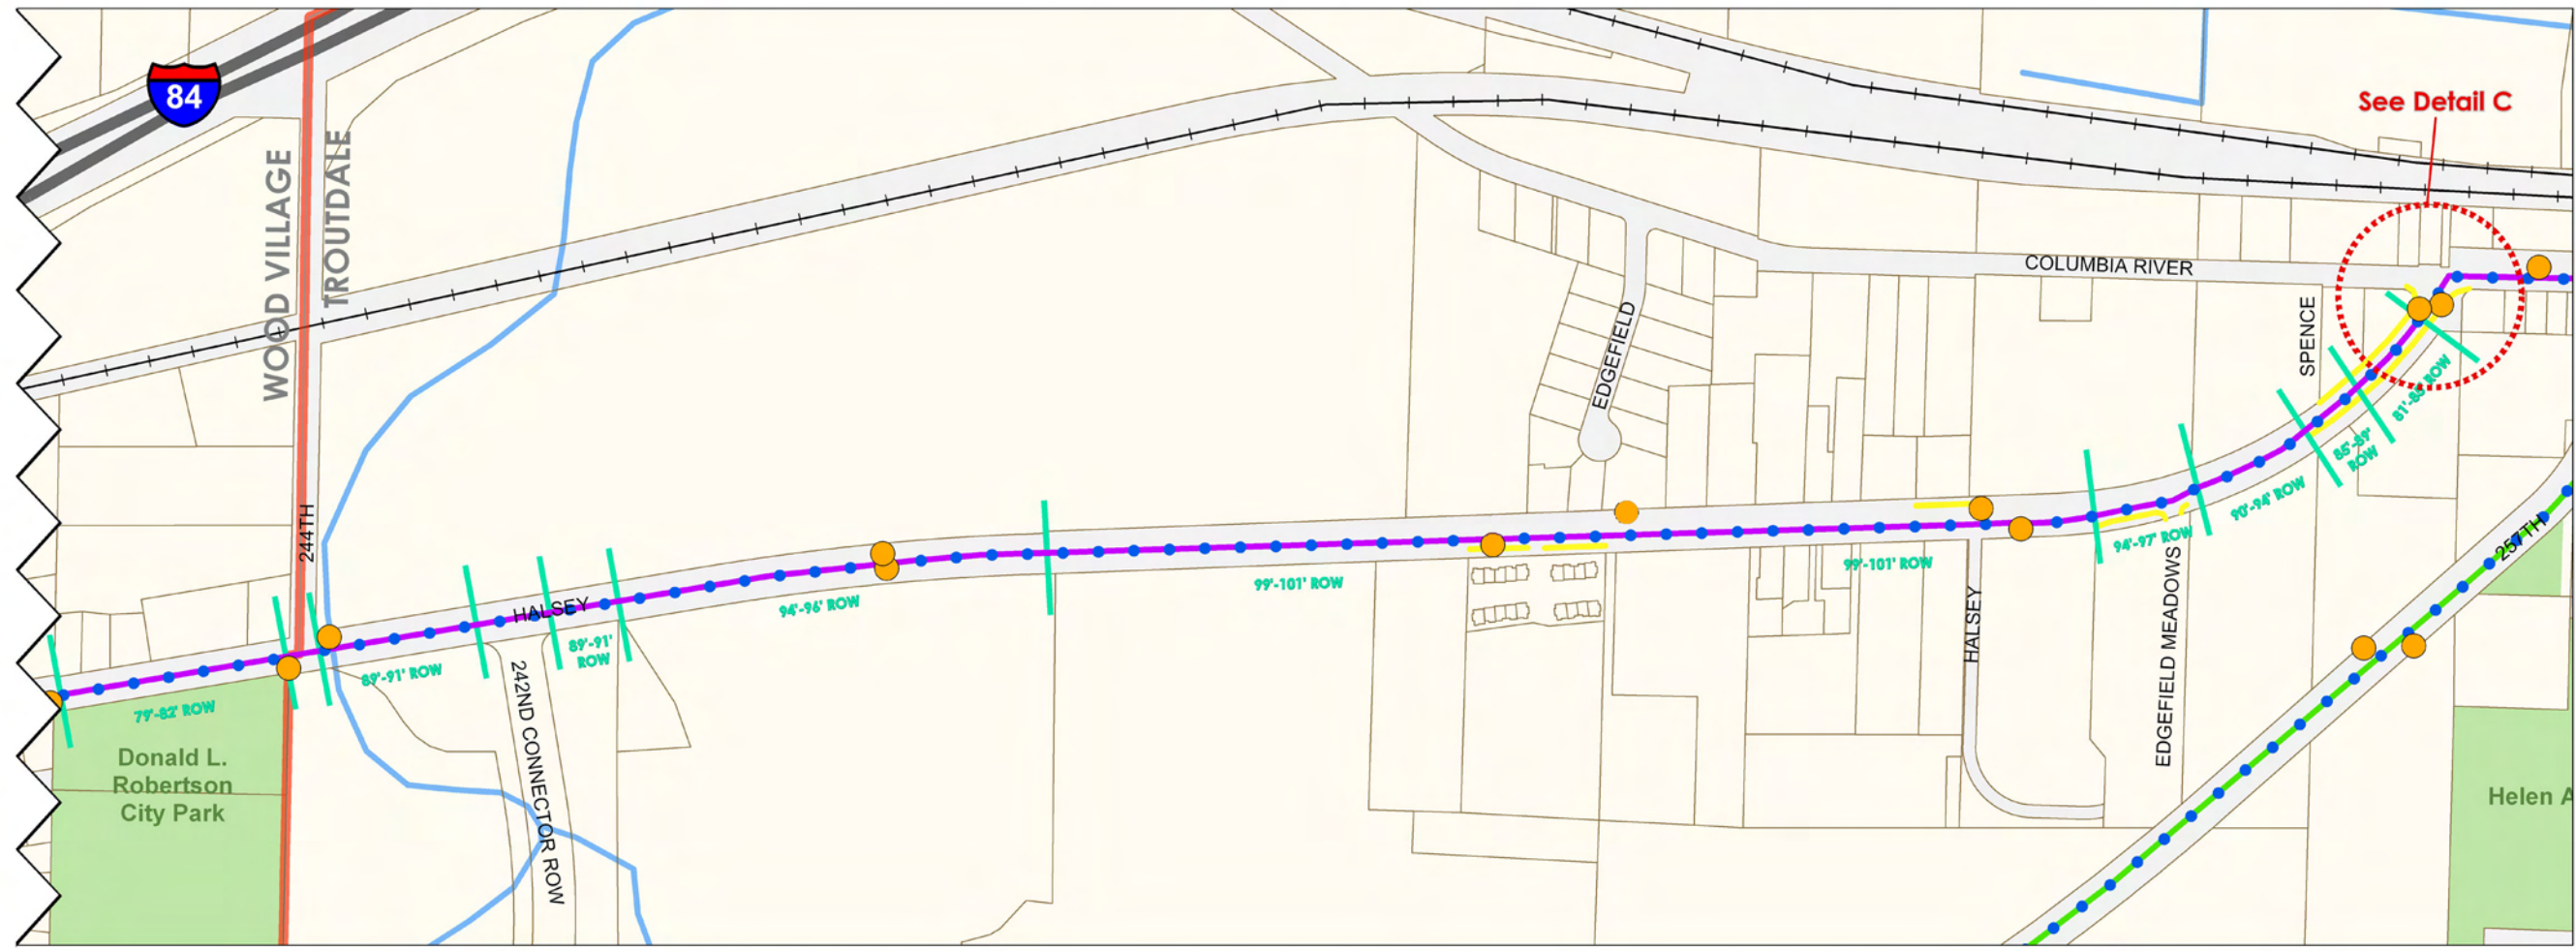 84
WOOD VILLAGE
TROUTDALE
See Detail C
COLUMBIA RIVER
SPENCE
EDGEFIELD
81'-85' ROW
85'-89'
ROW
90'-94' ROW
94'-97' ROW
257TH
244TH
HALSEY
99'-101' ROW
99'-101' ROW
94'-96' ROW
89'-91'
ROW
89'-91' ROW
79'-82' ROW
242ND CONNECTOR ROW
HALSEY
EDGEFIELD MEADOWS
Donald L.
Robertson
City Park
Helen A